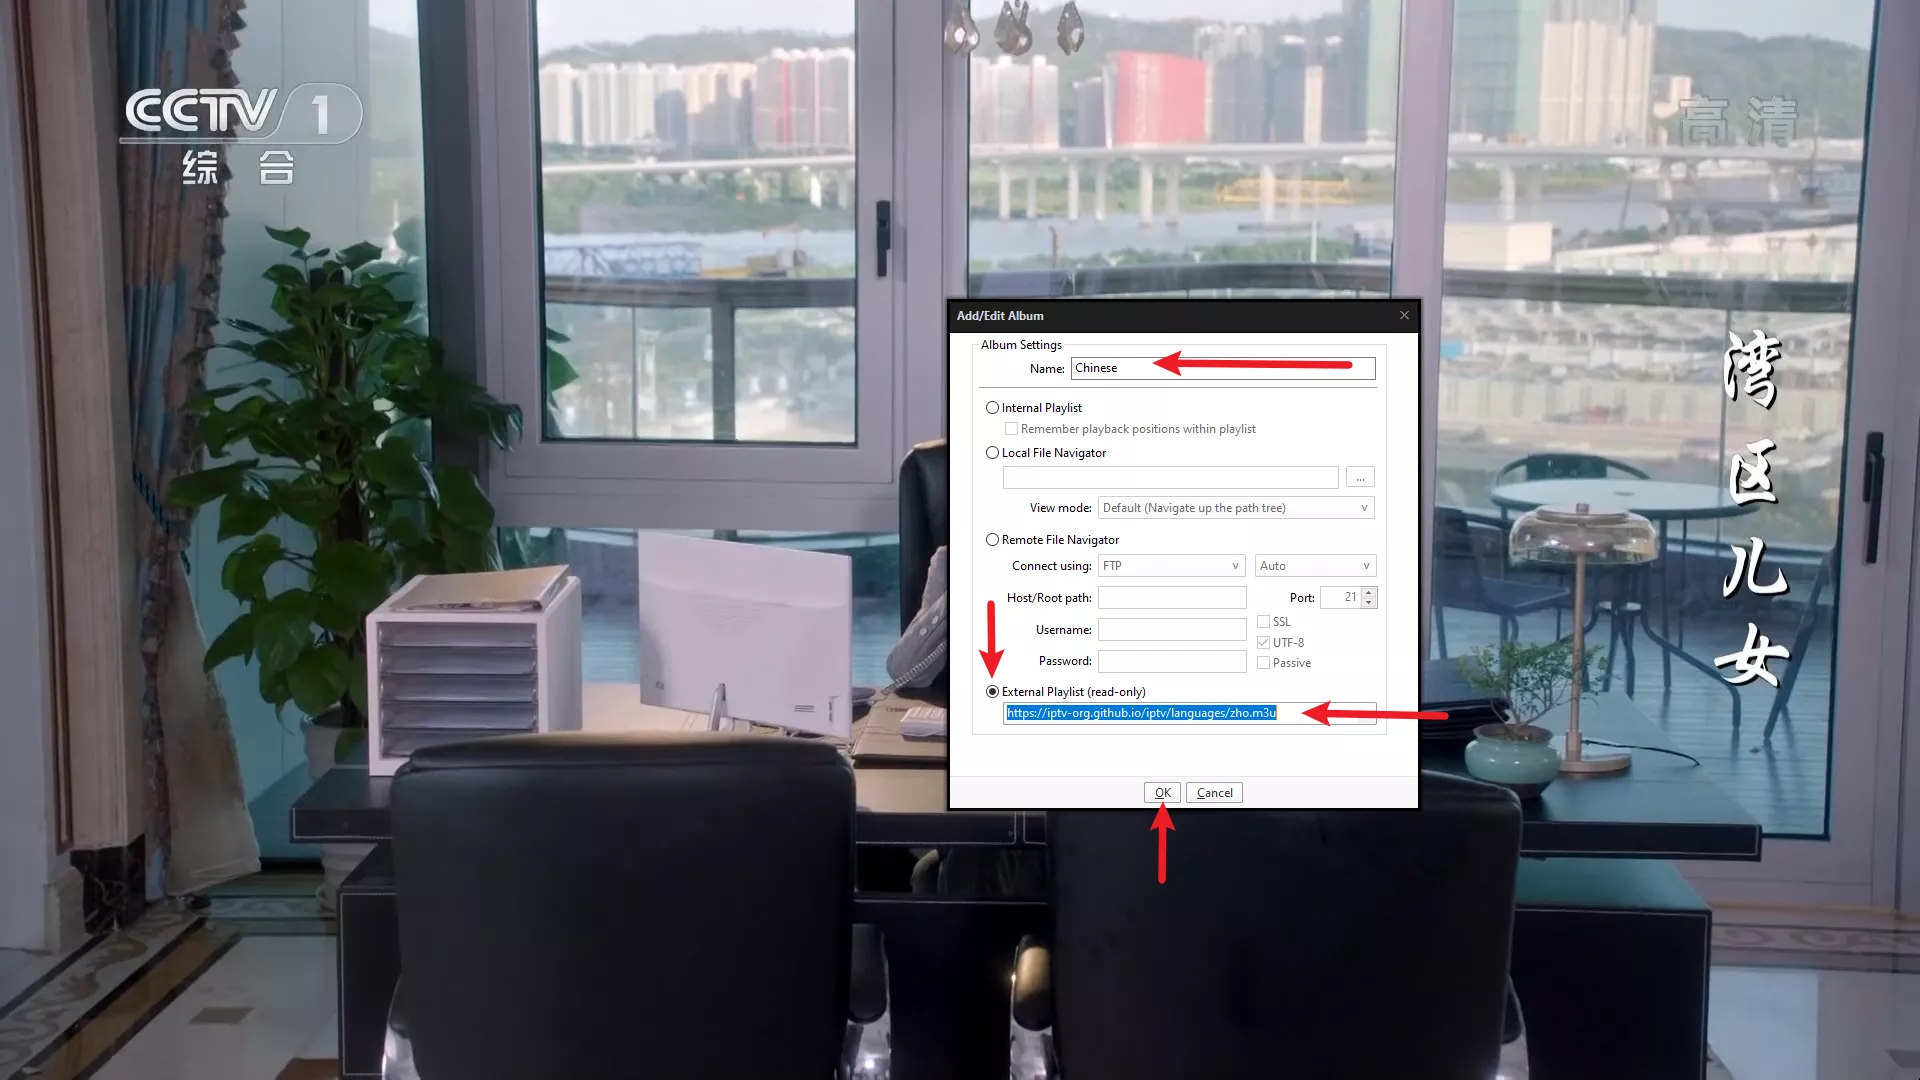 CCTV 1
综合
高清
湾区儿女
Add/Edit Album
Album Settings
Name: Chinese
Internal Playlist
Remember playback positions within playlist
Local File Navigator
...
View mode: Default (Navigate up the path tree)
Remote File Navigator
Connect using: FTP Auto
Host/Root path: Port: 21
SSL
Username:
UTF-8
Password:
Passive
External Playlist (read-only)
https://iptv-org.github.io/iptv/languages/zho.m3u
OK Cancel